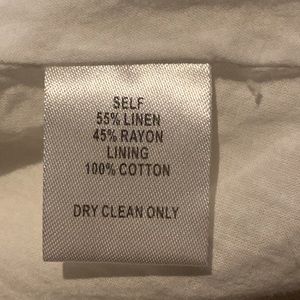 SELF
55% LINEN
45% RAYON
LINING
100% COTTON
DRY CLEAN ONLY